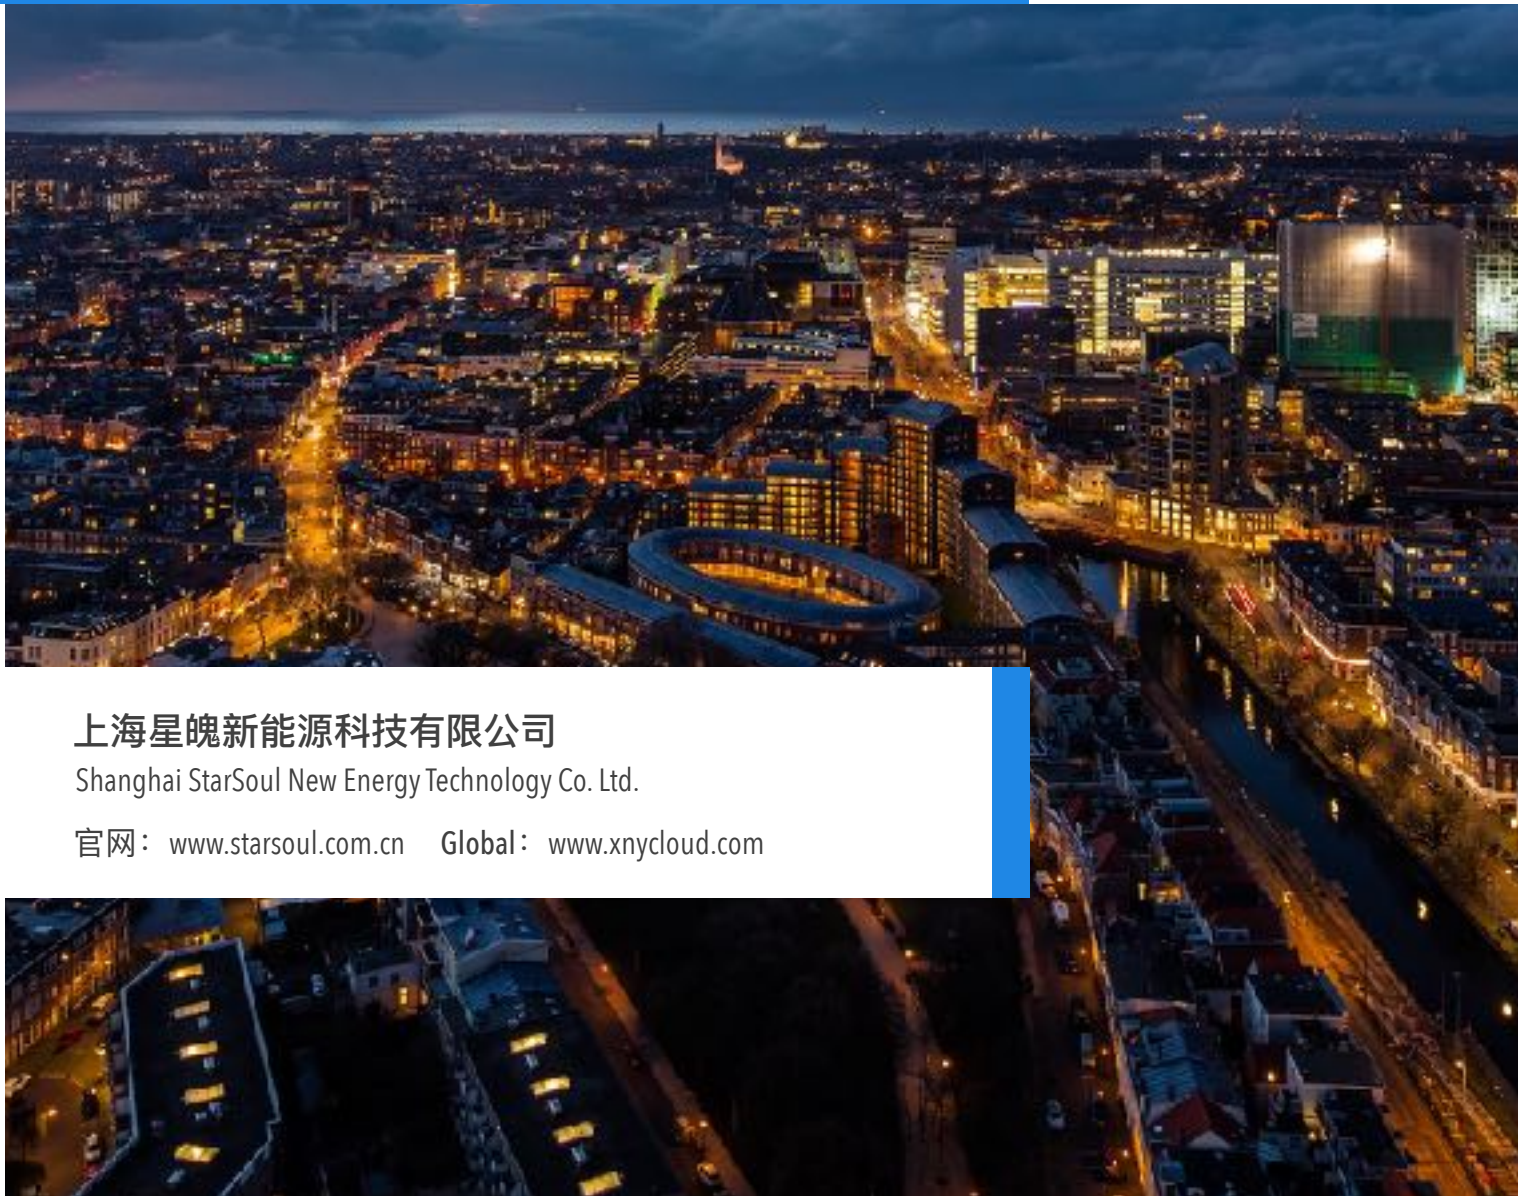 上海星魄新能源科技有限公司
Shanghai StarSoul New Energy Technology Co. Ltd.
官网：www.starsoul.com.cn Global：www.xnycloud.com